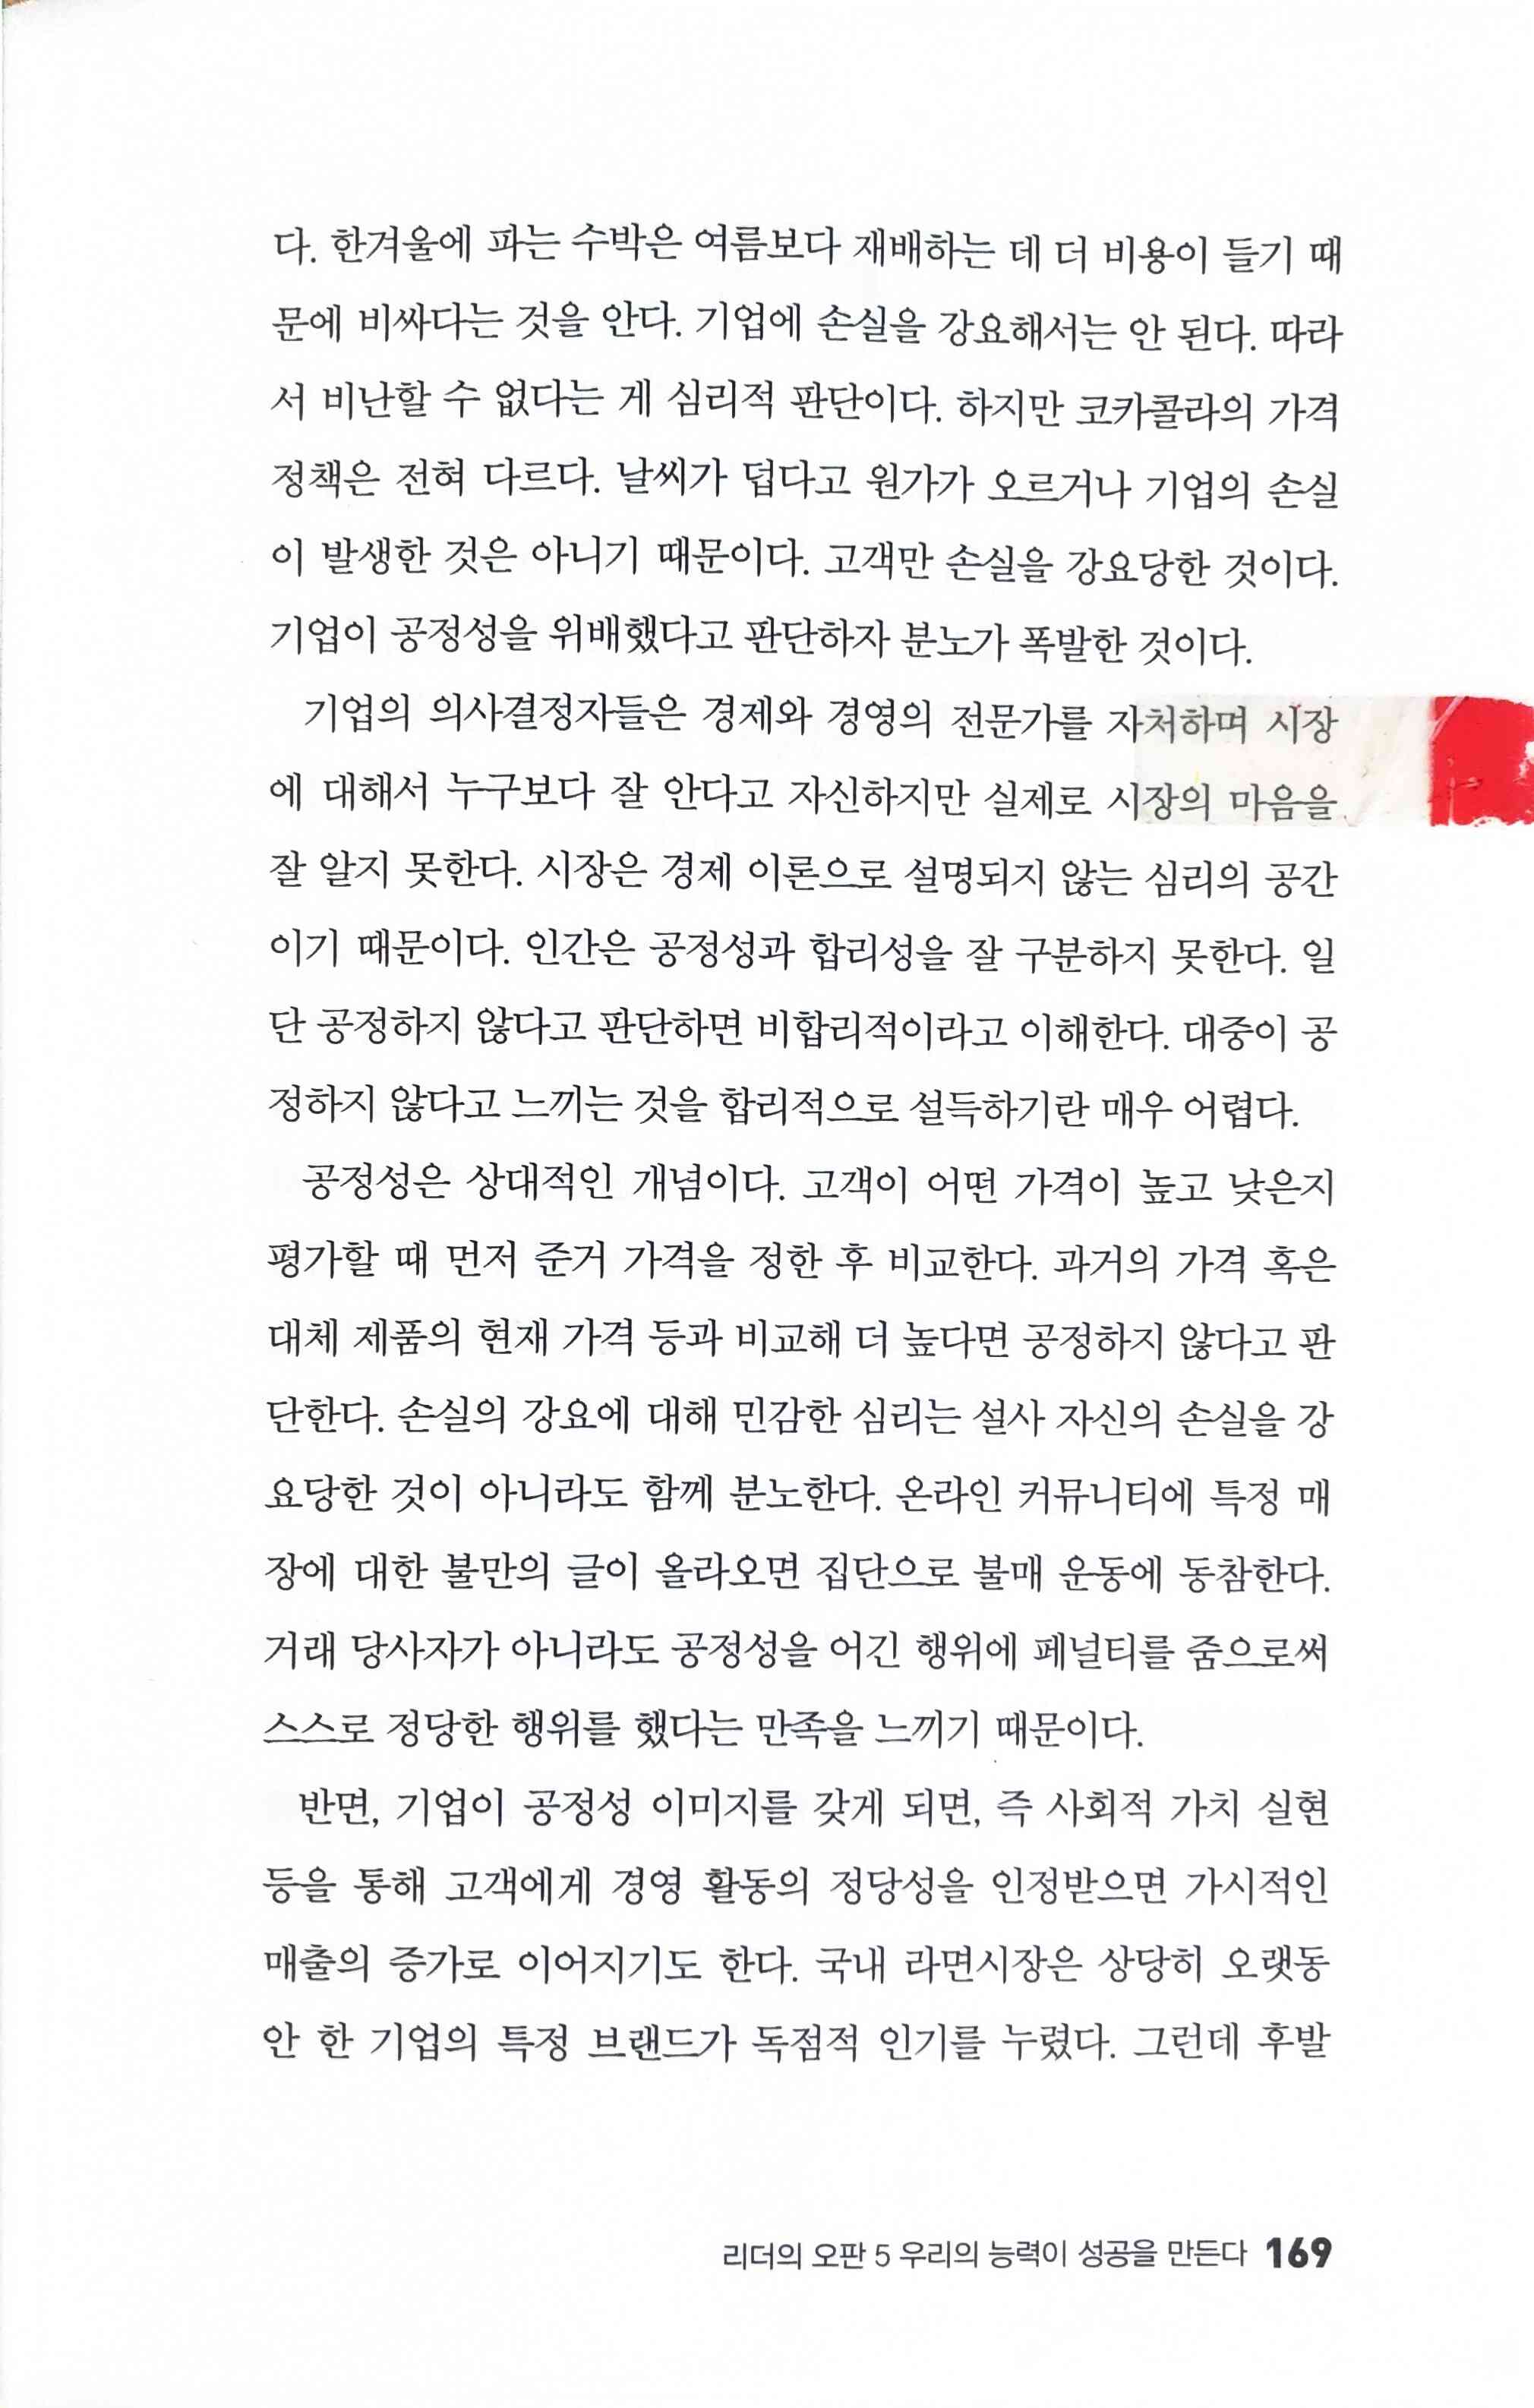 다. 한겨울에 파는 수박은 여름보다 재배하는 데 더 비용이 들기 때
문에 비싸다는 것을 안다. 기업에 손실을 강요해서는 안 된다. 따라
서 비난할 수 없다는 게 심리적 판단이다. 하지만 코카콜라의 가격
정책은 전혀 다르다. 날씨가 덥다고 원가가 오르거나 기업의 손실
이 발생한 것은 아니기 때문이다. 고객만 손실을 강요당한 것이다.
기업이 공정성을 위배했다고 판단하자 분노가 폭발한 것이다.
기업의 의사결정자들은 경제와 경영의 전문가를 자처하며 시장
에 대해서 누구보다 잘 안다고 자신하지만 실제로 시장의 마음을
잘 알지 못한다. 시장은 경제 이론으로 설명되지 않는 심리의 공간
이기 때문이다. 인간은 공정성과 합리성을 잘 구분하지 못한다. 일
단 공정하지 않다고 판단하면 비합리적이라고 이해한다. 대중이 공
정하지 않다고 느끼는 것을 합리적으로 설득하기란 매우 어렵다.
공정성은 상대적인 개념이다. 고객이 어떤 가격이 높고 낮은지
평가할 때 먼저 준거 가격을 정한 후 비교한다. 과거의 가격 혹은
대체 제품의 현재 가격 등과 비교해 더 높다면 공정하지 않다고 판
단한다. 손실의 강요에 대해 민감한 심리는 설사 자신의 손실을 강
요당한 것이 아니라도 함께 분노한다. 온라인 커뮤니티에 특정 매
장에 대한 불만의 글이 올라오면 집단으로 불매 운동에 동참한다.
거래 당사자가 아니라도 공정성을 어긴 행위에 페널티를 줌으로써
스스로 정당한 행위를 했다는 만족을 느끼기 때문이다.
반면, 기업이 공정성 이미지를 갖게 되면, 즉 사회적 가치 실현
등을 통해 고객에게 경영 활동의 정당성을 인정받으면 가시적인
매출의 증가로 이어지기도 한다. 국내 라면시장은 상당히 오랫동
안 한 기업의 특정 브랜드가 독점적 인기를 누렸다. 그런데 후발
리더의 오판 5 우리의 능력이 성공을 만든다 169